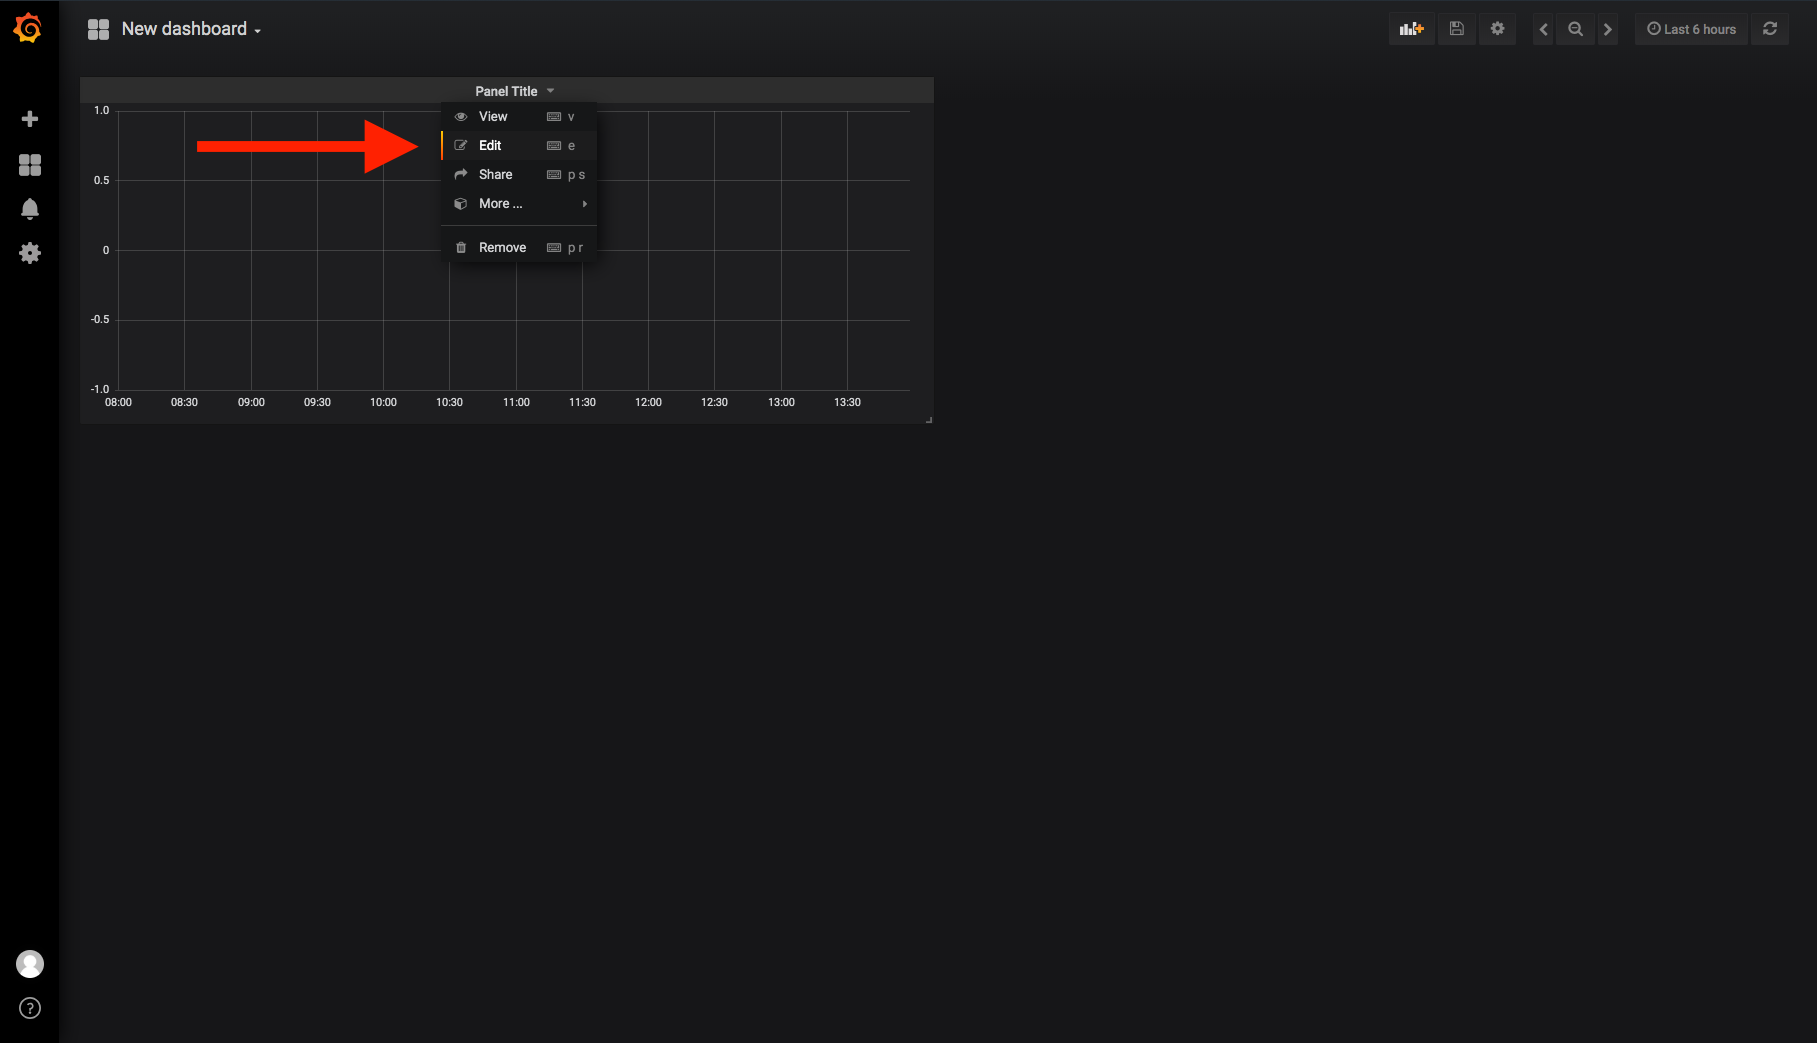 New dashboard
Last 6 hours
Panel Title
1.0
0.5
0
-0.5
-1.0
View v
Edit e
Share p s
More ...
Remove p r
08:00 08:30 09:00 09:30 10:00 10:30 11:00 11:30 12:00 12:30 13:00 13:30
?